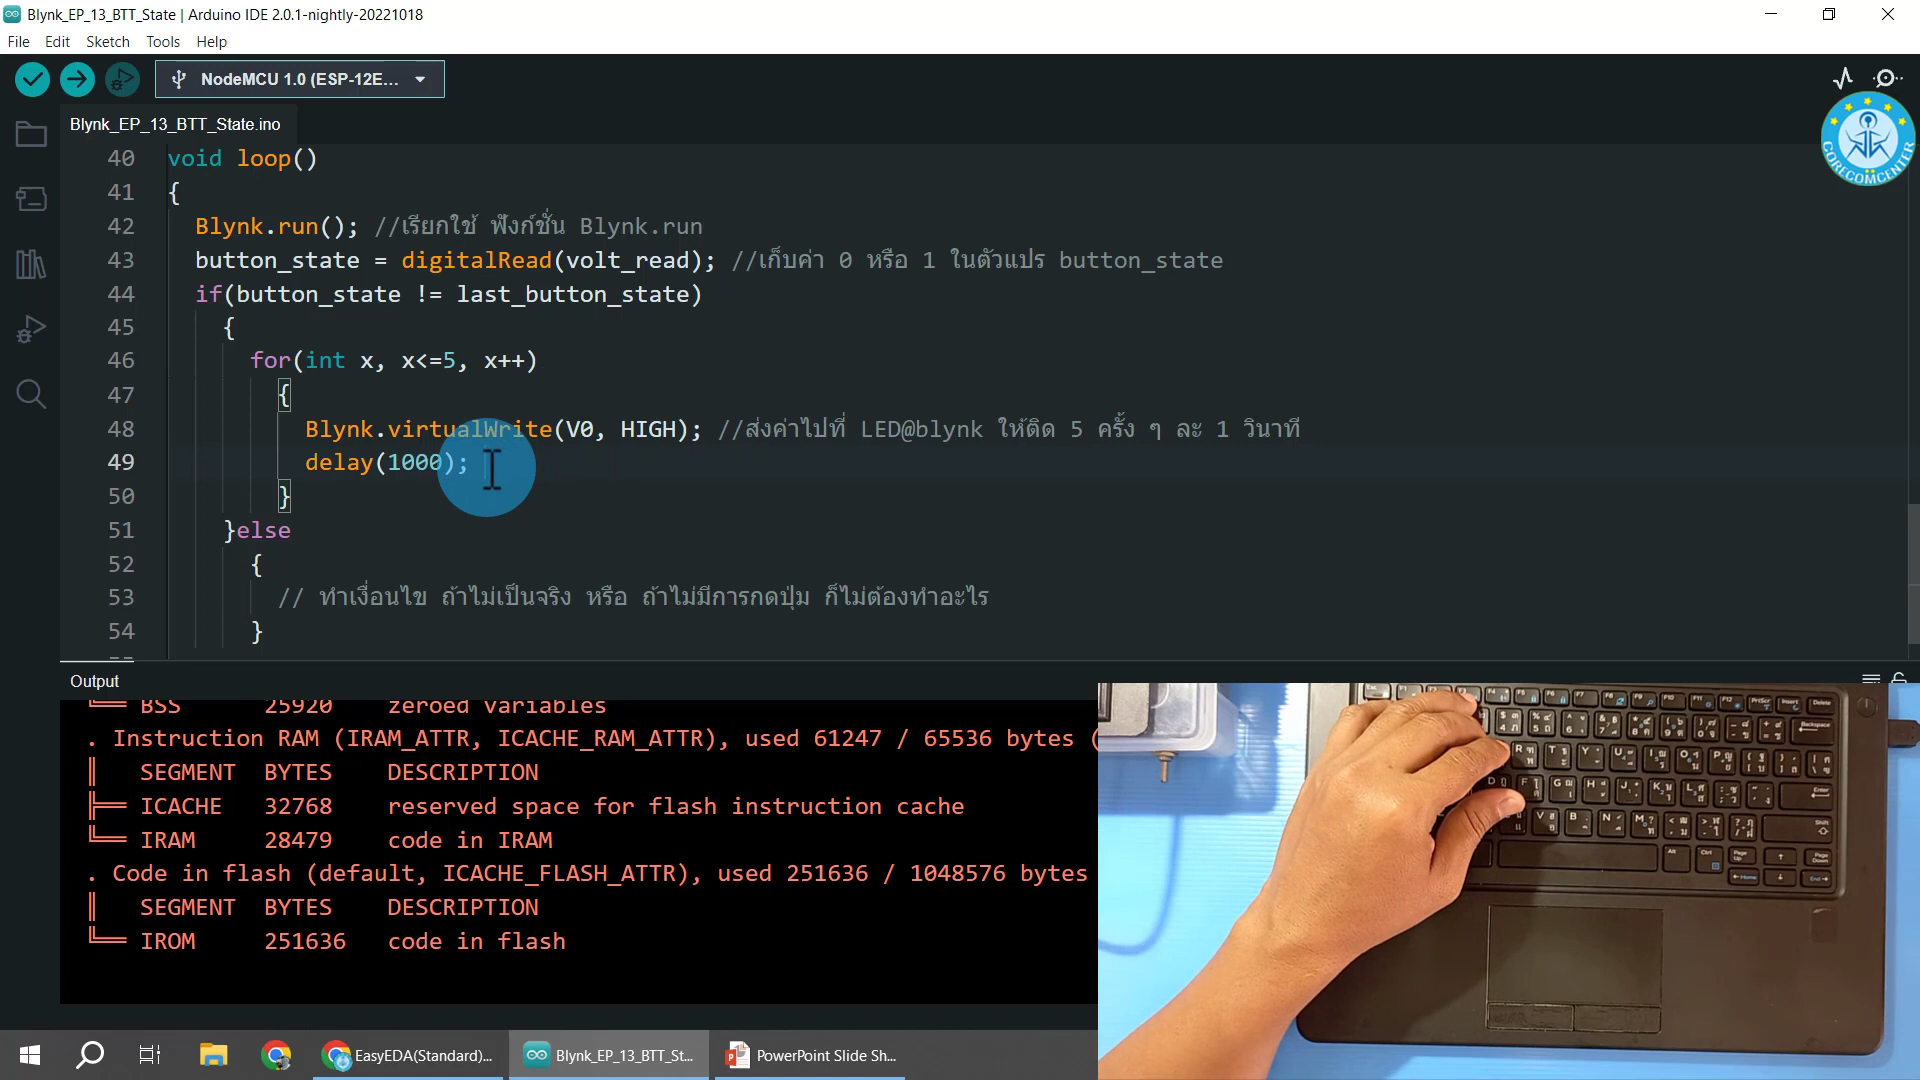 Blynk_EP_13_BTT_State | Arduino IDE 2.0.1-nightly-20221018
File Edit Sketch Tools Help
NodeMCU 1.0 (ESP-12E...
CORECOMCENTER
Blynk_EP_13_BTT_State.ino
40 void loop()
41 {
42 Blynk.run(); //เรียกใช้ ฟังก์ชั่น Blynk.run
43 button_state = digitalRead(volt_read); //เก็บค่า 0 หรือ 1 ในตัวแปร button_state
44 if(button_state != last_button_state)
45 {
46 for(int x, x<=5, x++)
47 {
48 Blynk.virtualWrite(V0, HIGH); //ส่งค่าไปที่ LED@blynk ให้ติด 5 ครั้ง ๆ ละ 1 วินาที
49 delay(1000);
50 }
51 }else
52 {
53 // ทำเงื่อนไข ถ้าไม่เป็นจริง หรือ ถ้าไม่มีการกดปุ่ม ก็ไม่ต้องทำอะไร
54 }
Output
BSS 25920 zeroed variables
. Instruction RAM (IRAM_ATTR, ICACHE_RAM_ATTR), used 61247 / 65536 bytes (
║ SEGMENT BYTES DESCRIPTION
╠══ ICACHE 32768 reserved space for flash instruction cache
╚══ IRAM 28479 code in IRAM
. Code in flash (default, ICACHE_FLASH_ATTR), used 251636 / 1048576 bytes
║ SEGMENT BYTES DESCRIPTION
╚══ IROM 251636 code in flash
EasyEDA(Standard)... Blynk_EP_13_BTT_St... PowerPoint Slide Sh...